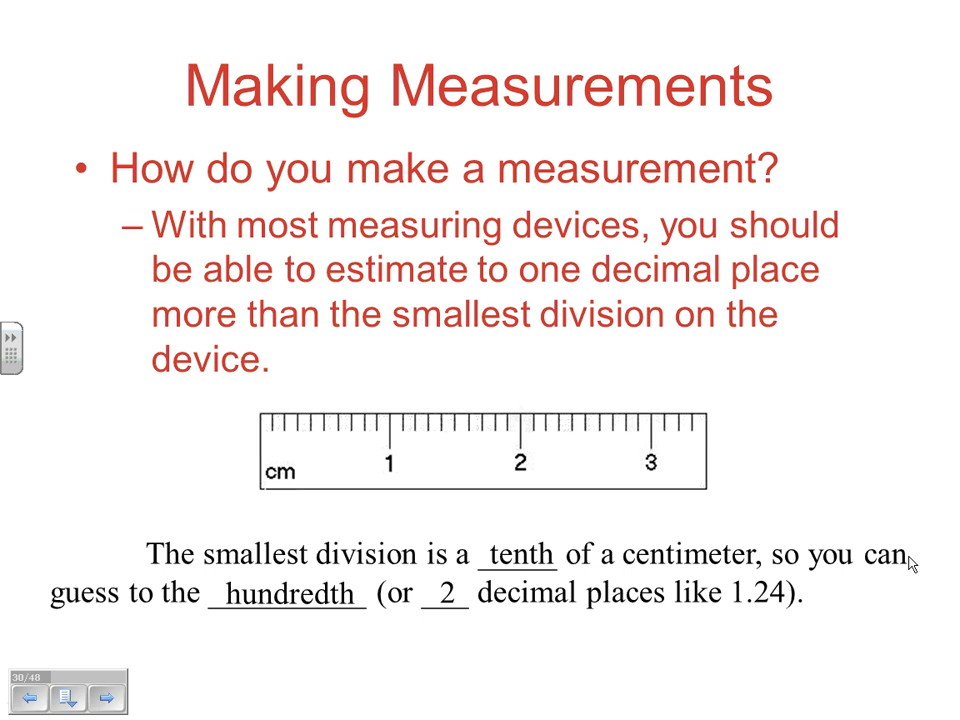 Making Measurements
• How do you make a measurement?
– With most measuring devices, you should
be able to estimate to one decimal place
more than the smallest division on the
device.
1 2 3
cm
The smallest division is a tenth of a centimeter, so you can
guess to the hundredth (or 2 decimal places like 1.24).
30/48